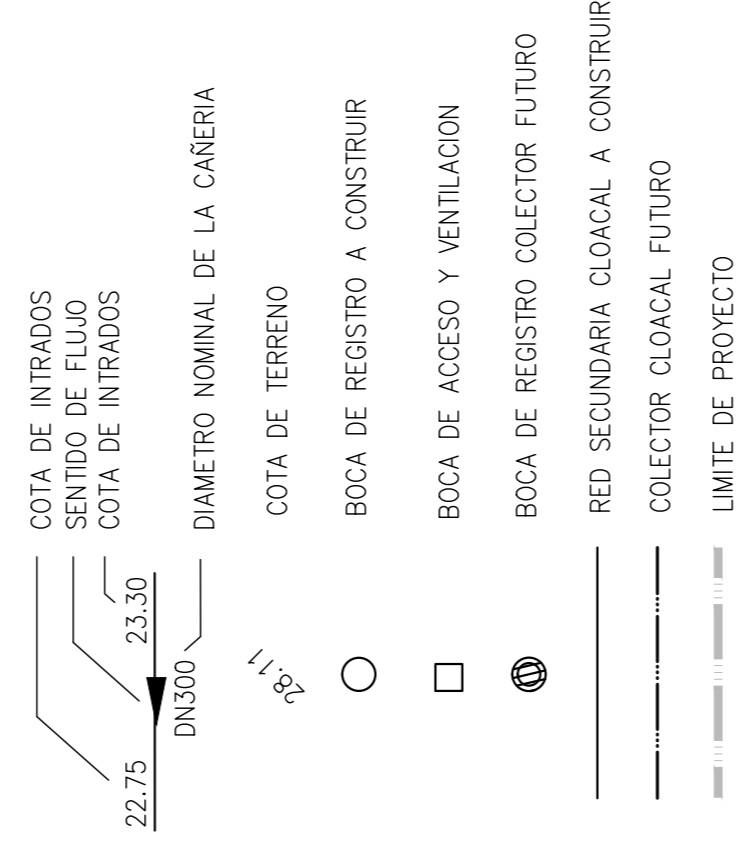 COTA DE INTRADOS
SENTIDO DE FLUJO
COTA DE INTRADOS
22.75
23.30
DN300
DIAMETRO NOMINAL DE LA CAÑERIA
28.11
COTA DE TERRENO
BOCA DE REGISTRO A CONSTRUIR
BOCA DE ACCESO Y VENTILACION
BOCA DE REGISTRO COLECTOR FUTURO
RED SECUNDARIA CLOACAL A CONSTRUIR
COLECTOR CLOACAL FUTURO
LIMITE DE PROYECTO